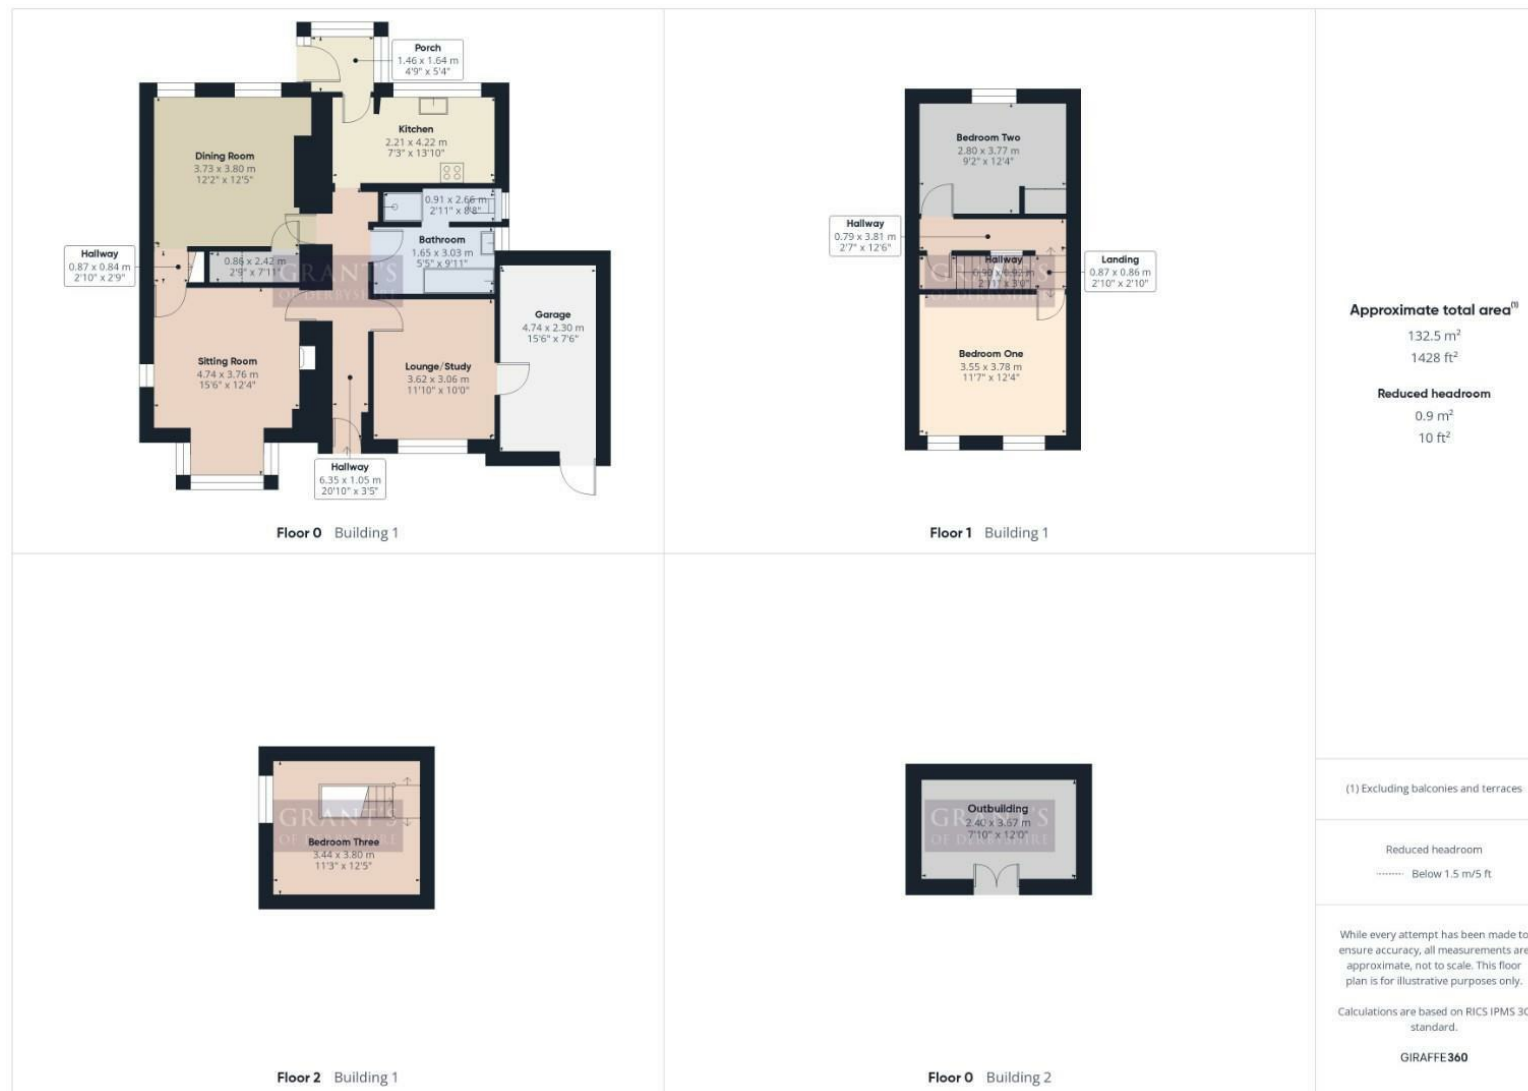 Porch
1.46 x 1.64 m
4'9" x 5'4"
Kitchen
2.21 x 4.22 m
7'3" x 13'10"
Dining Room
3.73 x 3.80 m
12'2" x 12'5"
0.91 x 2.66 m
2'11" x 8'8"
Bathroom
1.65 x 3.03 m
5'5" x 9'11"
Hallway
0.87 x 0.84 m
2'10" x 2'9"
0.86 x 2.42 m
2'9" x 7'11"
GRANT'S
OF DERBYSHIRE
Garage
4.74 x 2.30 m
15'6" x 7'6"
Sitting Room
4.74 x 3.76 m
15'6" x 12'4"
Lounge/Study
3.62 x 3.06 m
11'10" x 10'0"
Hallway
6.35 x 1.05 m
20'10" x 3'5"
Floor 0 Building 1
Bedroom Two
2.80 x 3.77 m
9'2" x 12'4"
Hallway
0.79 x 3.81 m
2'7" x 12'6"
Hallway
Landing
0.87 x 0.86 m
2'10" x 2'10"
GRANT'S
OF DERBYSHIRE
Bedroom One
3.55 x 3.78 m
11'7" x 12'4"
Floor 1 Building 1
Approximate total area(1)
132.5 m²
1428 ft²
Reduced headroom
0.9 m²
10 ft²
GRANT'S
OF DERBYSHIRE
Bedroom Three
3.44 x 3.80 m
11'3" x 12'5"
Floor 2 Building 1
GRANT'S
OF DERBYSHIRE
Outbuilding
2.40 x 3.67 m
7'10" x 12'0"
Floor 0 Building 2
(1) Excluding balconies and terraces
Reduced headroom
Below 1.5 m/5 ft
While every attempt has been made to
ensure accuracy, all measurements are
approximate, not to scale. This floor
plan is for illustrative purposes only.
Calculations are based on RICS IPMS 3C
standard.
GIRAFFE360